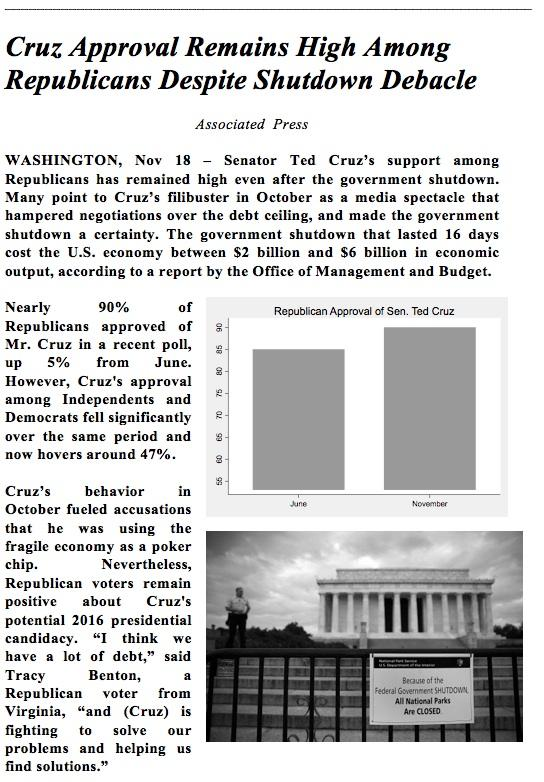 Cruz Approval Remains High Among
Republicans Despite Shutdown Debacle
Associated Press
WASHINGTON, Nov 18 – Senator Ted Cruz's support among
Republicans has remained high even after the government shutdown.
Many point to Cruz's filibuster in October as a media spectacle that
hampered negotiations over the debt ceiling, and made the government
shutdown a certainty. The government shutdown that lasted 16 days
cost the U.S. economy between $2 billion and $6 billion in economic
output, according to a report by the Office of Management and Budget.
Nearly 90% of
Republicans approved of
Mr. Cruz in a recent poll,
up 5% from June.
However, Cruz's approval
among Independents and
Democrats fell significantly
over the same period and
now hovers around 47%.
Cruz's behavior in
October fueled accusations
that he was using the
fragile economy as a poker
chip. Nevertheless,
Republican voters remain
positive about Cruz's
potential 2016 presidential
candidacy. “I think we
have a lot of debt,” said
Tracy Benton, a
Republican voter from
Virginia, “and (Cruz) is
fighting to solve our
problems and helping us
find solutions.”
Republican Approval of Sen. Ted Cruz
90
85
80
75
70
65
60
55
June November
National Park Service
U.S. Department of the Interior
Because of the
Federal Government SHUTDOWN,
All National Parks
Are CLOSED.